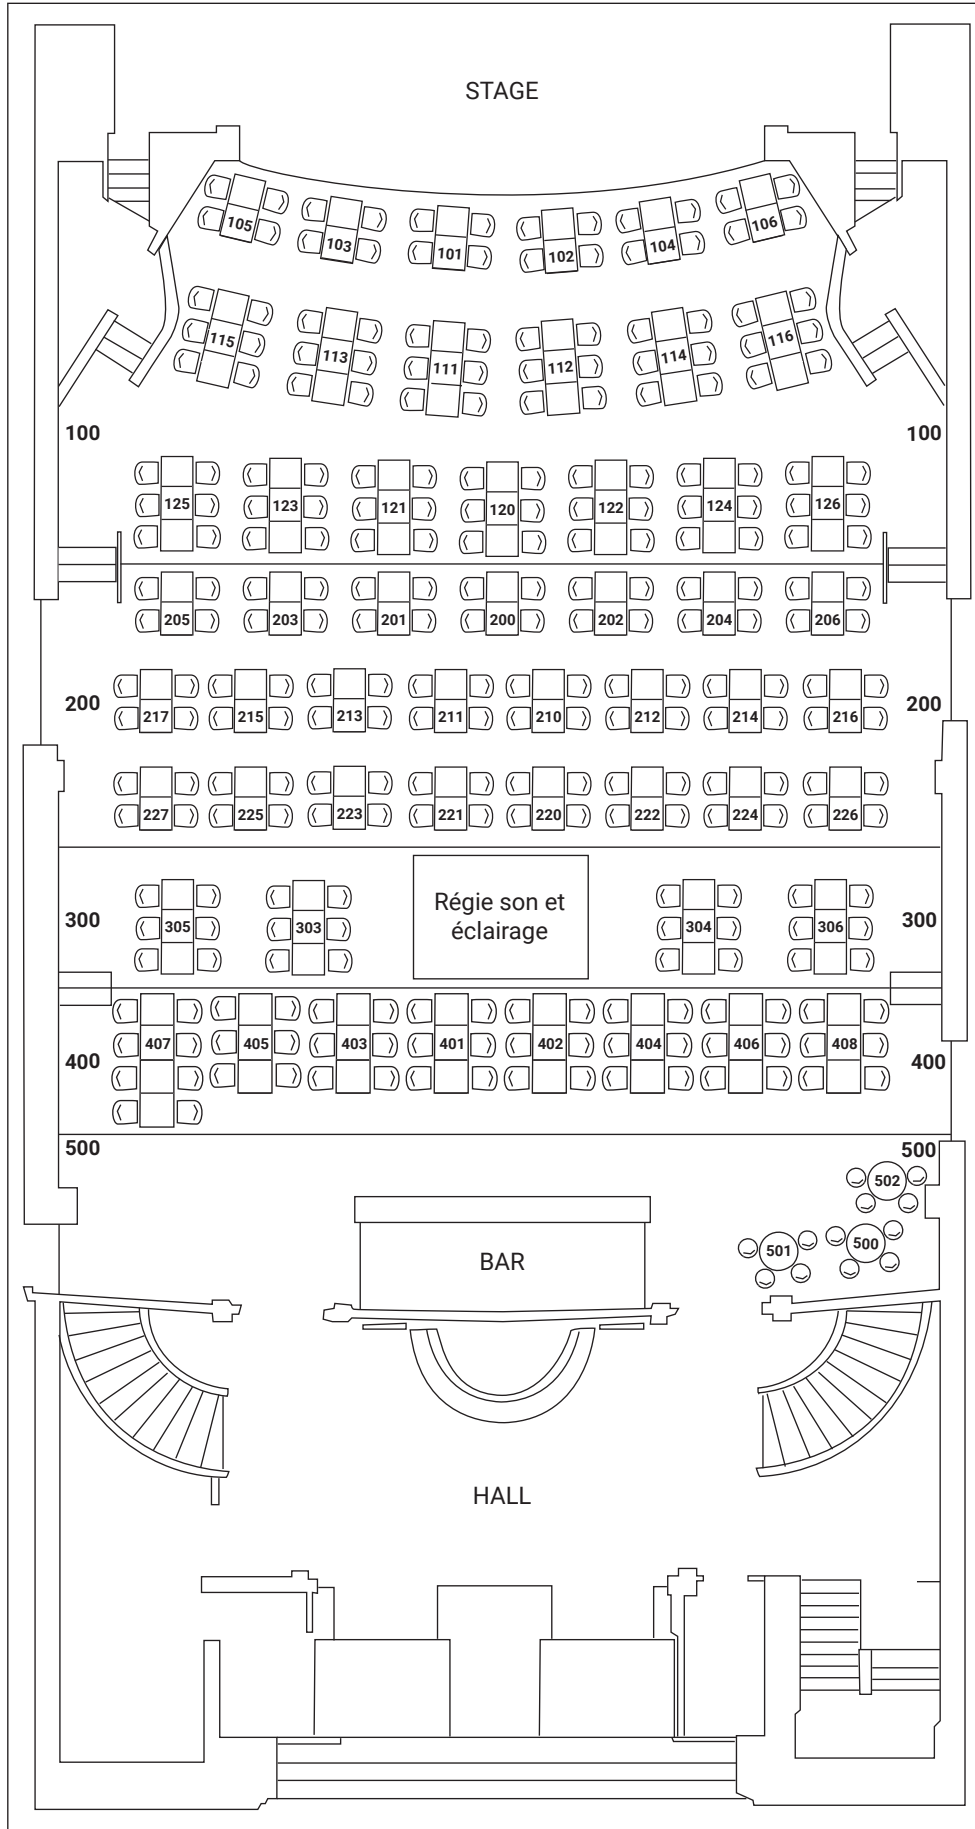 STAGE
105 103 101 102 104 106
115 113 111 112 114 116
100 100
125 123 121 120 122 124 126
205 203 201 200 202 204 206
200 217 215 213 211 210 212 214 216 200
227 225 223 221 220 222 224 226
Régie son et
éclairage
300 305 303 304 306 300
407 405 403 401 402 404 406 408
400 400
500 500
502
501 500
BAR
HALL